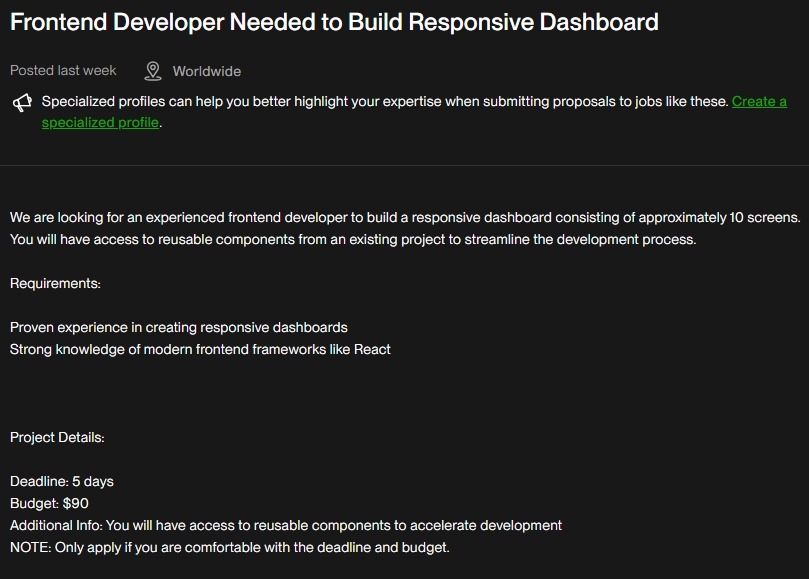 Frontend Developer Needed to Build Responsive Dashboard
Posted last week Worldwide
Specialized profiles can help you better highlight your expertise when submitting proposals to jobs like these. Create a
specialized profile.
We are looking for an experienced frontend developer to build a responsive dashboard consisting of approximately 10 screens.
You will have access to reusable components from an existing project to streamline the development process.
Requirements:
Proven experience in creating responsive dashboards
Strong knowledge of modern frontend frameworks like React
Project Details:
Deadline: 5 days
Budget: $90
Additional Info: You will have access to reusable components to accelerate development
NOTE: Only apply if you are comfortable with the deadline and budget.